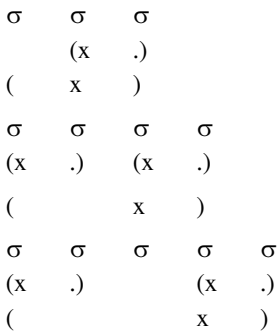 σ σ σ
(x .)
( x )
σ σ σ σ
(x .) (x .)
( x )
σ σ σ σ σ
(x .) (x .)
( x )